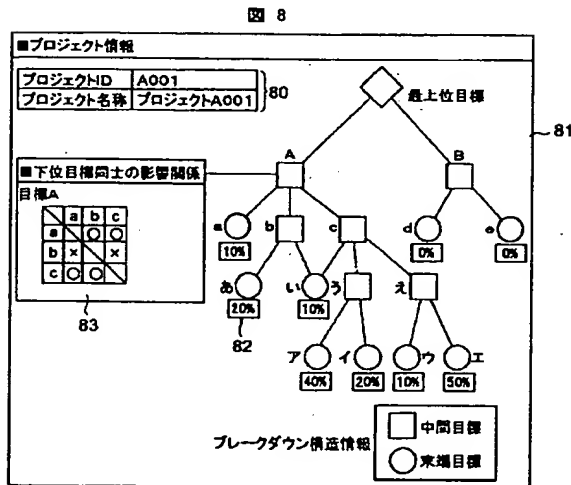 図 8
■プロジェクト情報
プロジェクトID A001
プロジェクト名称 プロジェクトA001
80
最上位目標
81
A B
■下位目標同士の影響関係
目標A
a b c
a ○ ○
b × ×
c ○ ○
83
a b c d e
10% 0% 0%
あ い う え
20% 10%
82
ア イ ウ エ
40% 20% 10% 50%
ブレークダウン構造情報
中間目標
末端目標